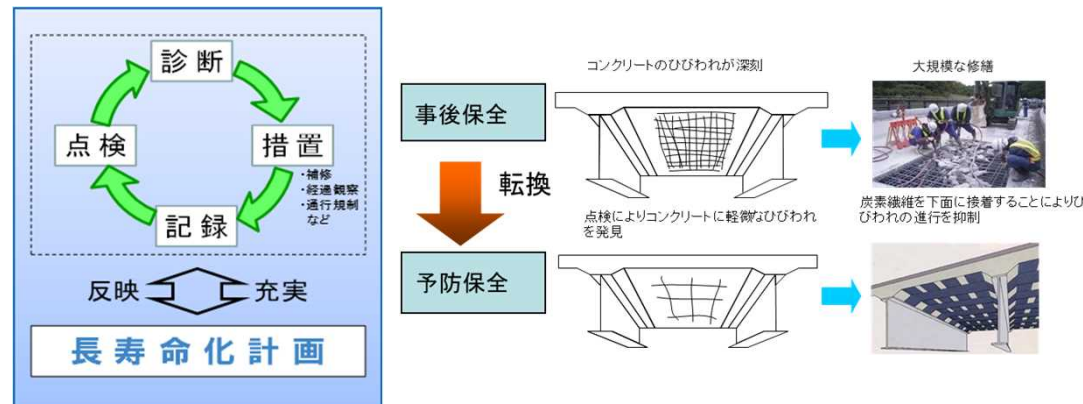 診断
点検
措置
・補修
・経過観察
・通行規制
など
記録
反映
充実
長寿命化計画
事後保全
転換
予防保全
コンクリートのひびわれが深刻
大規模な修繕
点検によりコンクリートに軽微なひびわれ
を発見
炭素繊維を下面に接着することによりひ
びわれの進行を抑制